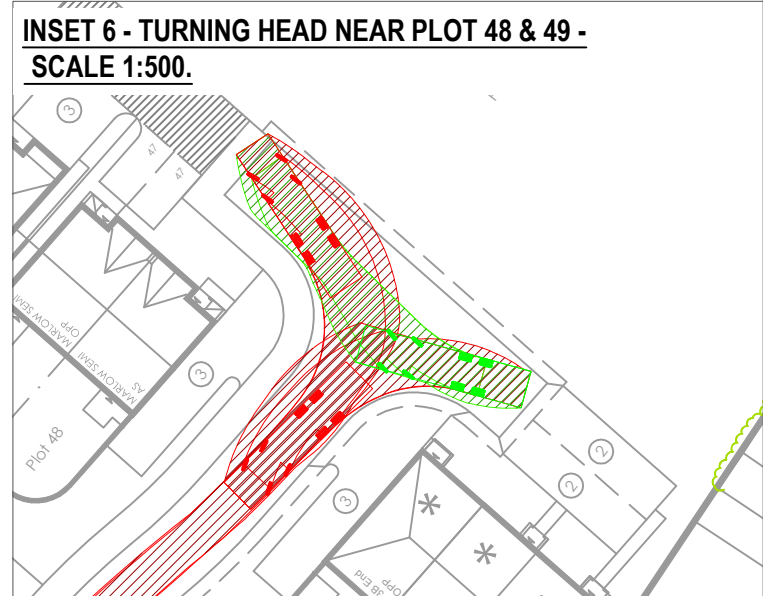 INSET 6 - TURNING HEAD NEAR PLOT 48 & 49 -
SCALE 1:500.
3
47
47
MARLOW SEMI
OPP
MARLOW SEMI
AS
3
Plot 48
3
2
2
3B End
OPP